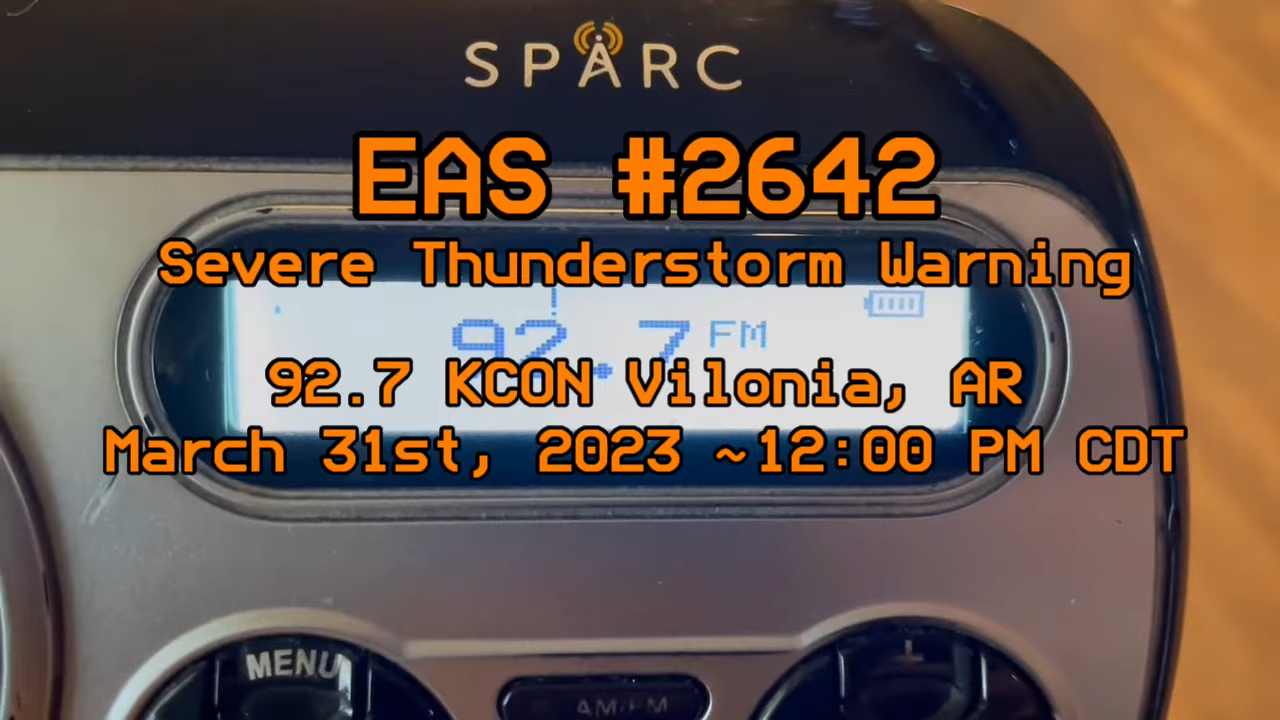 SPARC
EAS #2642
Severe Thunderstorm Warning
92.7 FM
92.7 KCON Vilonia, AR
March 31st, 2023 ~12:00 PM CDT
MENU
AM/FM